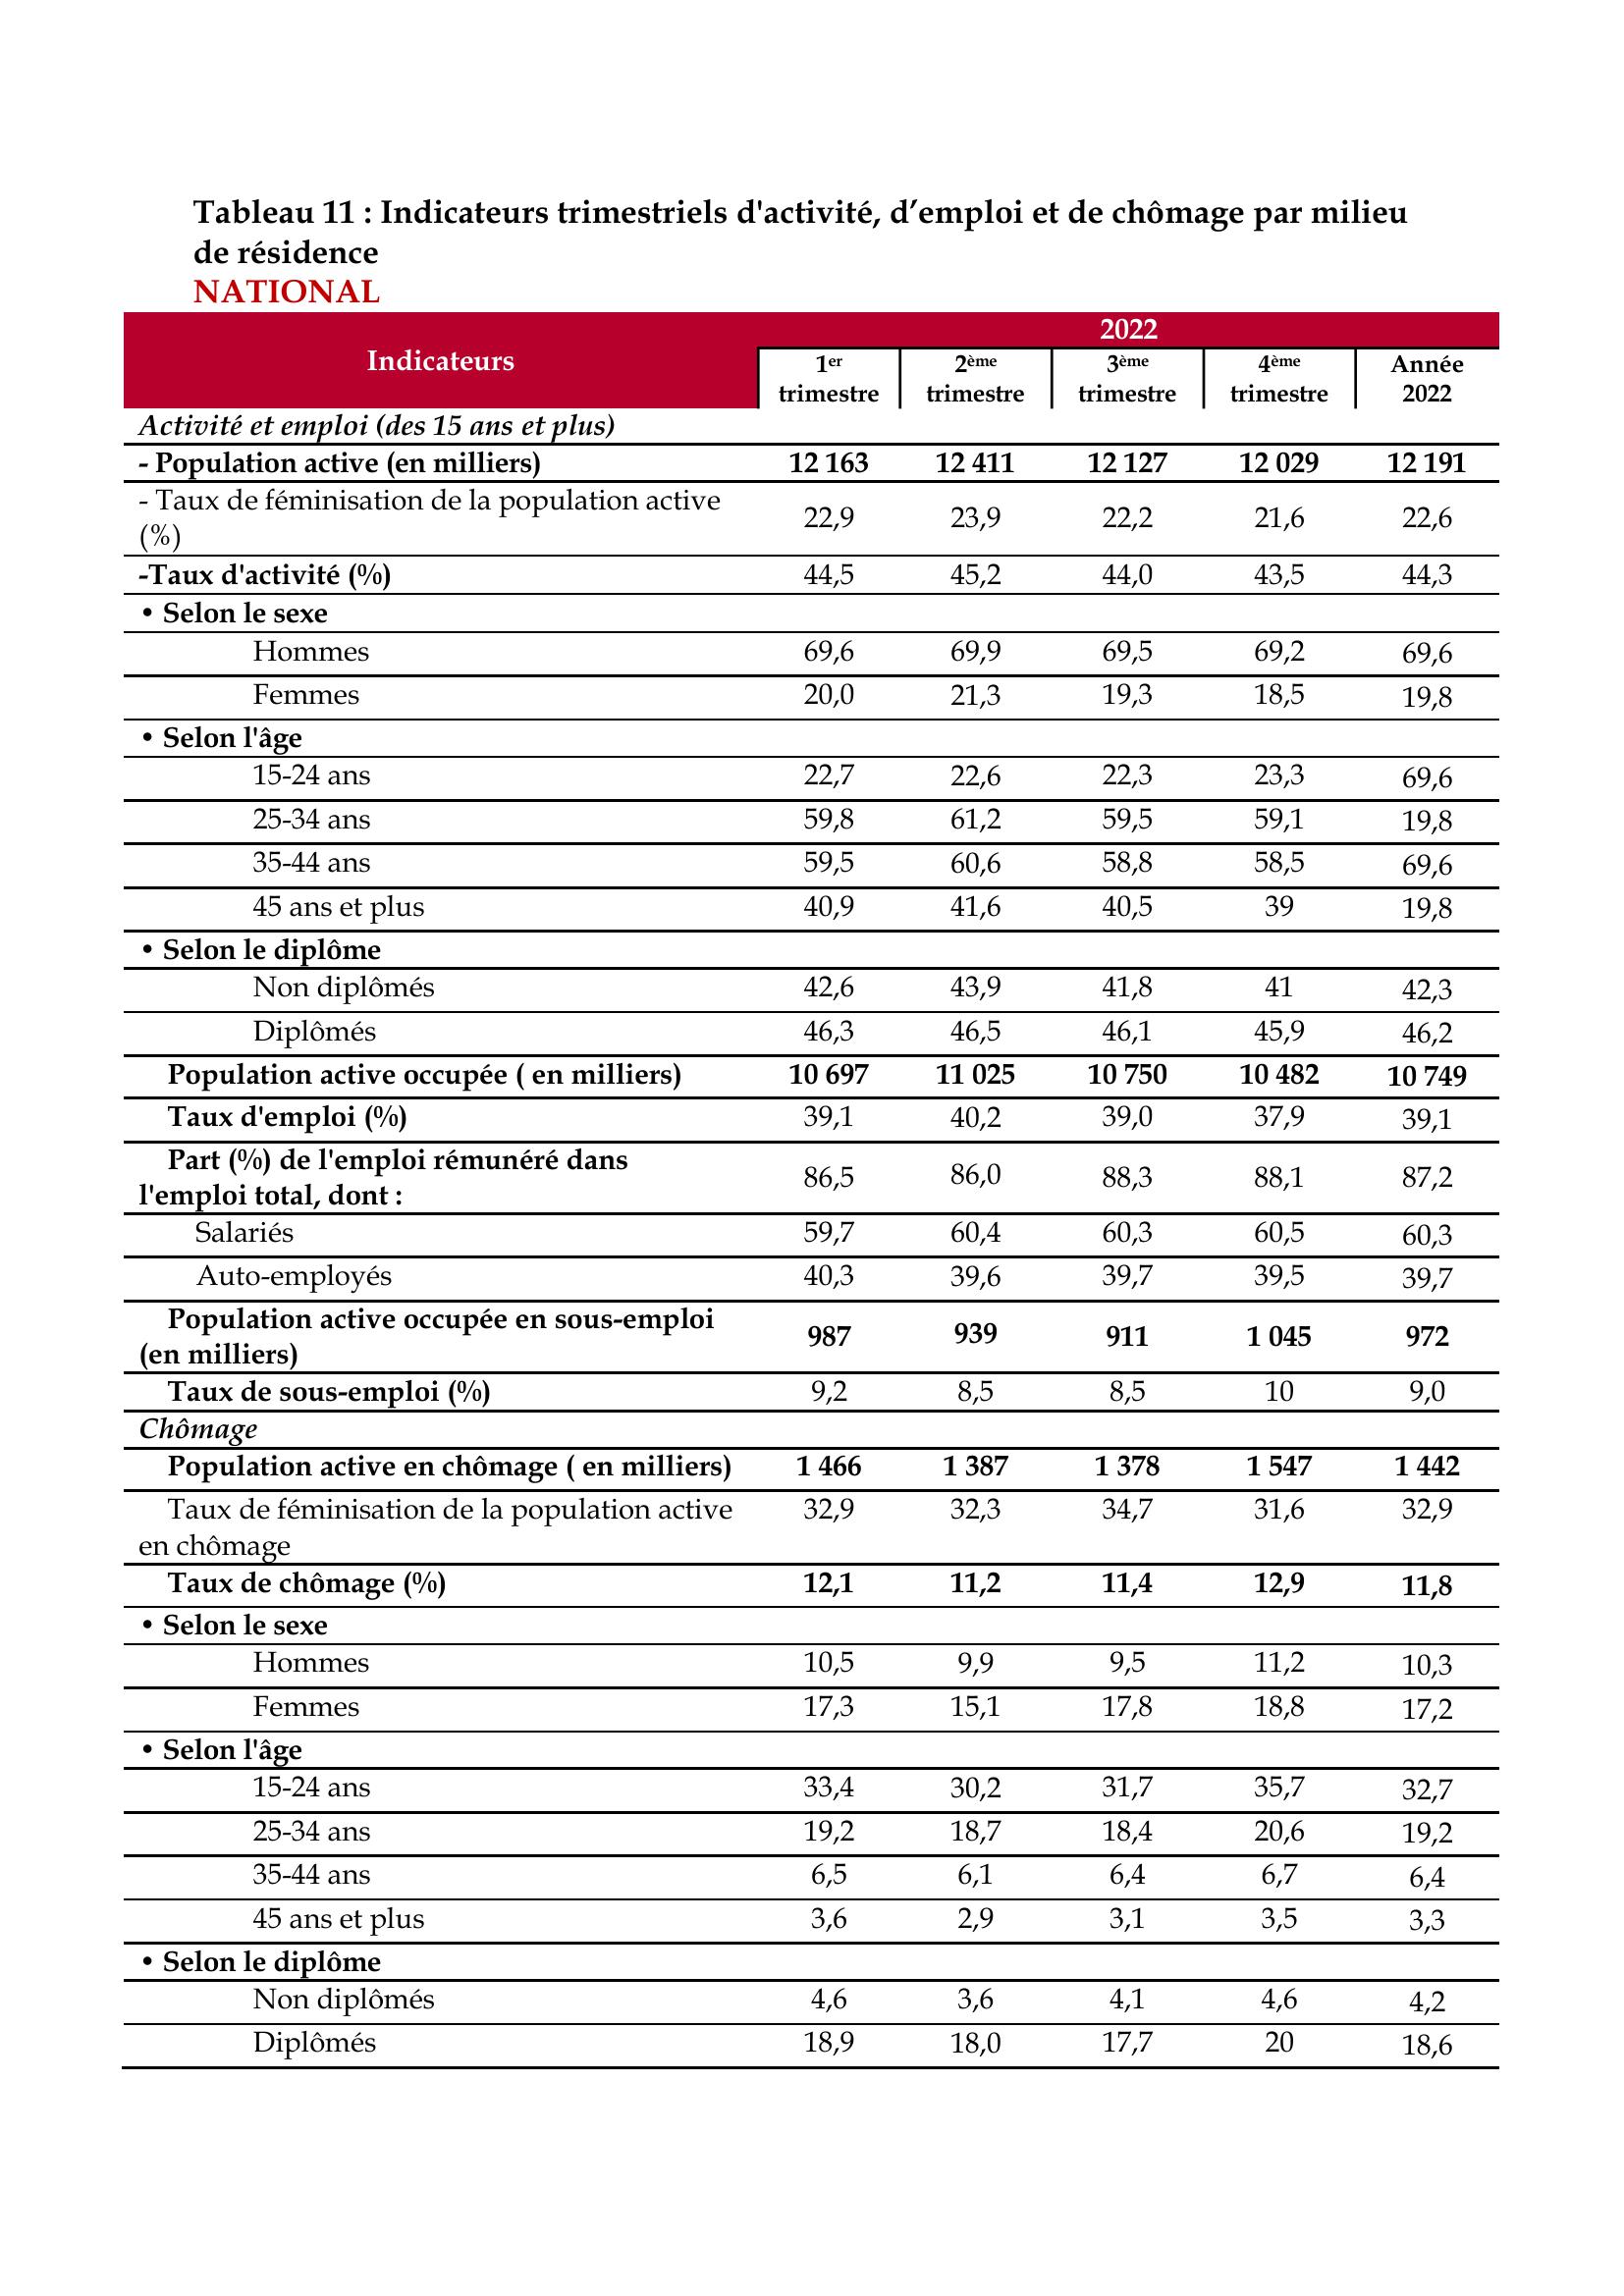 Tableau 11 : Indicateurs trimestriels d'activité, d’emploi et de chômage par milieu
de résidence
NATIONAL
Indicateurs
2022
1er trimestre
2ème trimestre
3ème trimestre
4ème trimestre
Année 2022
Activité et emploi (des 15 ans et plus)
- Population active (en milliers) 12 163 12 411 12 127 12 029 12 191
- Taux de féminisation de la population active
(%) 22,9 23,9 22,2 21,6 22,6
-Taux d'activité (%) 44,5 45,2 44,0 43,5 44,3
• Selon le sexe
Hommes 69,6 69,9 69,5 69,2 69,6
Femmes 20,0 21,3 19,3 18,5 19,8
• Selon l'âge
15-24 ans 22,7 22,6 22,3 23,3 69,6
25-34 ans 59,8 61,2 59,5 59,1 19,8
35-44 ans 59,5 60,6 58,8 58,5 69,6
45 ans et plus 40,9 41,6 40,5 39 19,8
• Selon le diplôme
Non diplômés 42,6 43,9 41,8 41 42,3
Diplômés 46,3 46,5 46,1 45,9 46,2
Population active occupée ( en milliers) 10 697 11 025 10 750 10 482 10 749
Taux d'emploi (%) 39,1 40,2 39,0 37,9 39,1
Part (%) de l'emploi rémunéré dans
l'emploi total, dont : 86,5 86,0 88,3 88,1 87,2
Salariés 59,7 60,4 60,3 60,5 60,3
Auto-employés 40,3 39,6 39,7 39,5 39,7
Population active occupée en sous-emploi
(en milliers) 987 939 911 1 045 972
Taux de sous-emploi (%) 9,2 8,5 8,5 10 9,0
Chômage
Population active en chômage ( en milliers) 1 466 1 387 1 378 1 547 1 442
Taux de féminisation de la population active 32,9 32,3 34,7 31,6 32,9
en chômage
Taux de chômage (%) 12,1 11,2 11,4 12,9 11,8
• Selon le sexe
Hommes 10,5 9,9 9,5 11,2 10,3
Femmes 17,3 15,1 17,8 18,8 17,2
• Selon l'âge
15-24 ans 33,4 30,2 31,7 35,7 32,7
25-34 ans 19,2 18,7 18,4 20,6 19,2
35-44 ans 6,5 6,1 6,4 6,7 6,4
45 ans et plus 3,6 2,9 3,1 3,5 3,3
• Selon le diplôme
Non diplômés 4,6 3,6 4,1 4,6 4,2
Diplômés 18,9 18,0 17,7 20 18,6